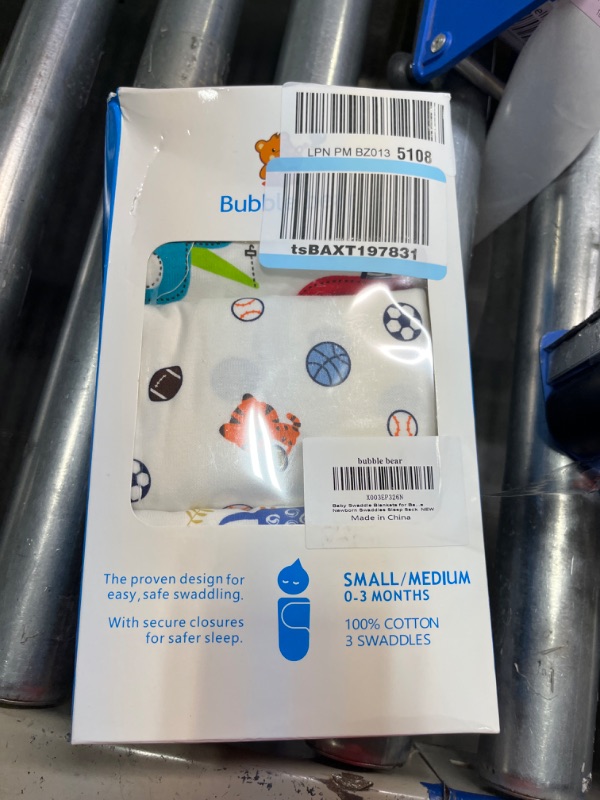 LPN PM BZ013 5108
Bubbl
tsBAXT197831
bubble bear
X003EP326N
Baby Swaddle Blankets for Ba...e
Newborn Swaddles Sleep Sack, NEW
Made in China
The proven design for
easy, safe swaddling.
With secure closures
for safer sleep.
SMALL/MEDIUM
0-3 MONTHS
100% COTTON
3 SWADDLES